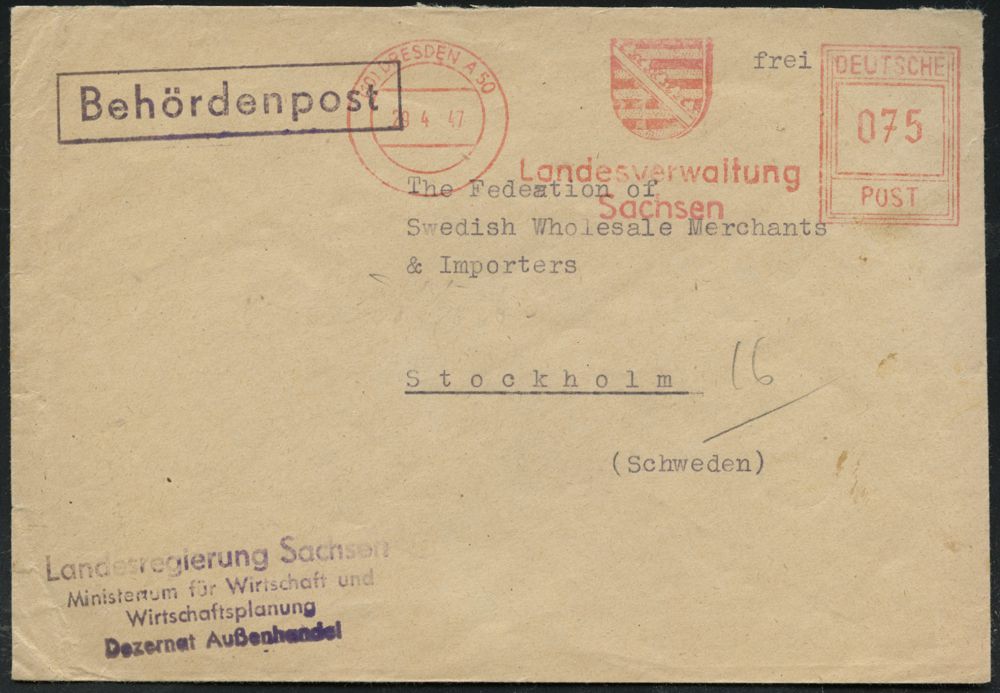 Behördenpost
(10) DRESDEN A 50
29 4 47
frei
DEUTSCHE
075
POST
Landesverwaltung
Sachsen
The Fedeation of
Swedish Wholesale Merchants
& Importers
Stockholm 16
(Schweden)
Landesregierung Sachsen
Ministerium für Wirtschaft und
Wirtschaftsplanung
Dezernat Außenhandel